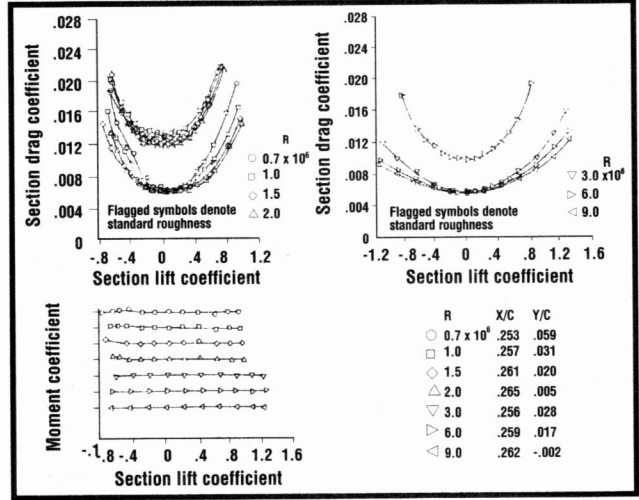 .028
.024
.020
.016
.012
.008
.004
0
Section drag coefficient
R
0.7 x 10⁶
1.0
1.5
2.0
Flagged symbols denote
standard roughness
-.8 -.4 0 .4 .8 1.2
Section lift coefficient
.028
.024
.020
.016
.012
.008
.004
0
Section drag coefficient
R
3.0 x10⁶
6.0
9.0
Flagged symbols denote
standard roughness
-1.2 -.8 -.4 0 .4 .8 1.2 1.6
Section lift coefficient
Moment coefficient
-.1
-.8 -.4 0 .4 .8 1.2 1.6
Section lift coefficient
R X/C Y/C
0.7 x 10⁶ .253 .059
1.0 .257 .031
1.5 .261 .020
2.0 .265 .005
3.0 .256 .028
6.0 .259 .017
9.0 .262 -.002